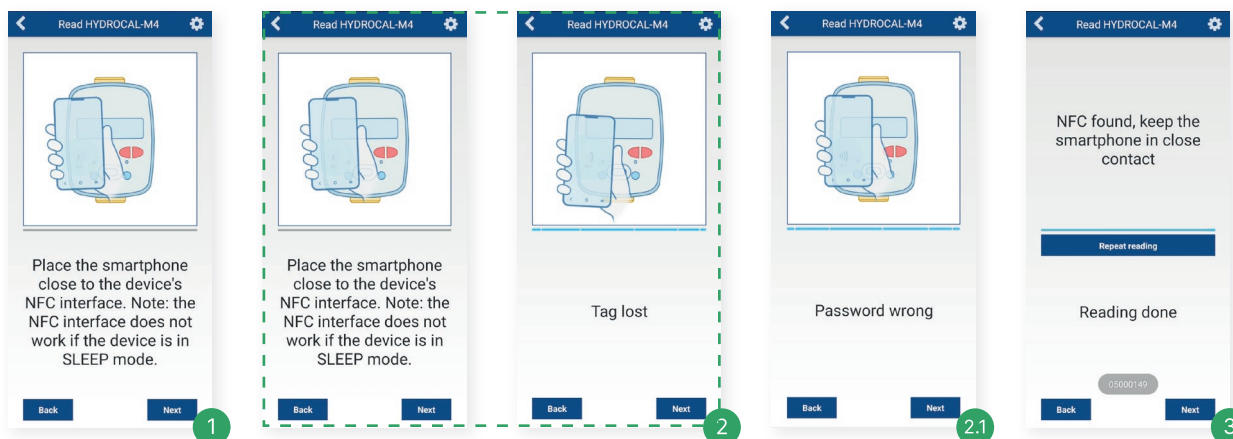 Read HYDROCAL-M4
Place the smartphone
close to the device's
NFC interface. Note: the
NFC interface does not
work if the device is in
SLEEP mode.
Back
Next
1
Read HYDROCAL-M4
Place the smartphone
close to the device's
NFC interface. Note: the
NFC interface does not
work if the device is in
SLEEP mode.
Back
Next
Read HYDROCAL-M4
Tag lost
Back
Next
2
Read HYDROCAL-M4
Password wrong
Back
Next
2.1
Read HYDROCAL-M4
NFC found, keep the
smartphone in close
contact
Repeat reading
Reading done
05000149
Back
Next
3